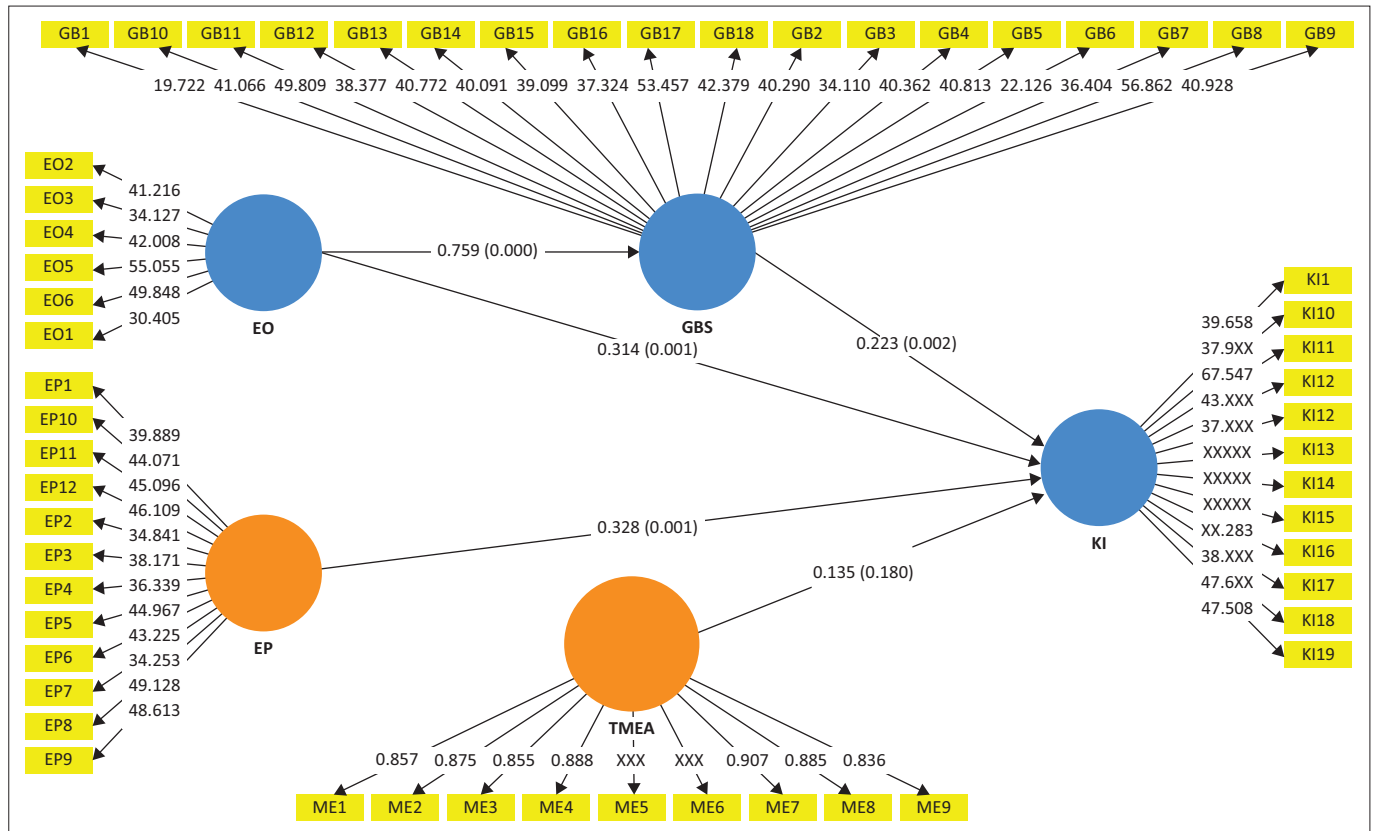 GB1 GB10 GB11 GB12 GB13 GB14 GB15 GB16 GB17 GB18 GB2 GB3 GB4 GB5 GB6 GB7 GB8 GB9
19.722 41.066 49.809 38.377 40.772 40.091 39.099 37.324 53.457 42.379 40.290 34.110 40.362 40.813 22.126 36.404 56.862 40.928
EO2
41.216
EO3
34.127
EO4
42.008
EO5
55.055
EO6
49.848
EO1
30.405
EO
0.759 (0.000)
GBS
0.314 (0.001)
0.223 (0.002)
EP1
39.889
EP10
44.071
EP11
45.096
EP12
46.109
EP2
34.841
EP3
38.171
EP4
36.339
EP5
44.967
EP6
43.225
EP7
34.253
EP8
49.128
EP9
48.613
EP
0.328 (0.001)
0.135 (0.180)
TMEA
0.857 0.875 0.855 0.888 XXX XXX 0.907 0.885 0.836
ME1 ME2 ME3 ME4 ME5 ME6 ME7 ME8 ME9
KI1
39.658
KI10
37.9XX
KI11
67.547
KI12
43.XXX
KI12
37.XXX
KI13
XXXXX
KI14
XXXXX
KI15
XXXXX
KI16
XX.283
KI17
38.XXX
KI18
47.6XX
KI19
47.508
KI